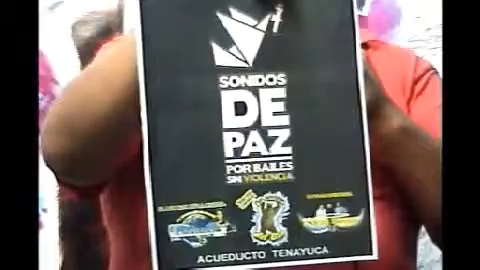 SONIDOS
DE
PAZ
POR BAILES
SIN VIOLENCIA
ACUEDUCTO TENAYUCA